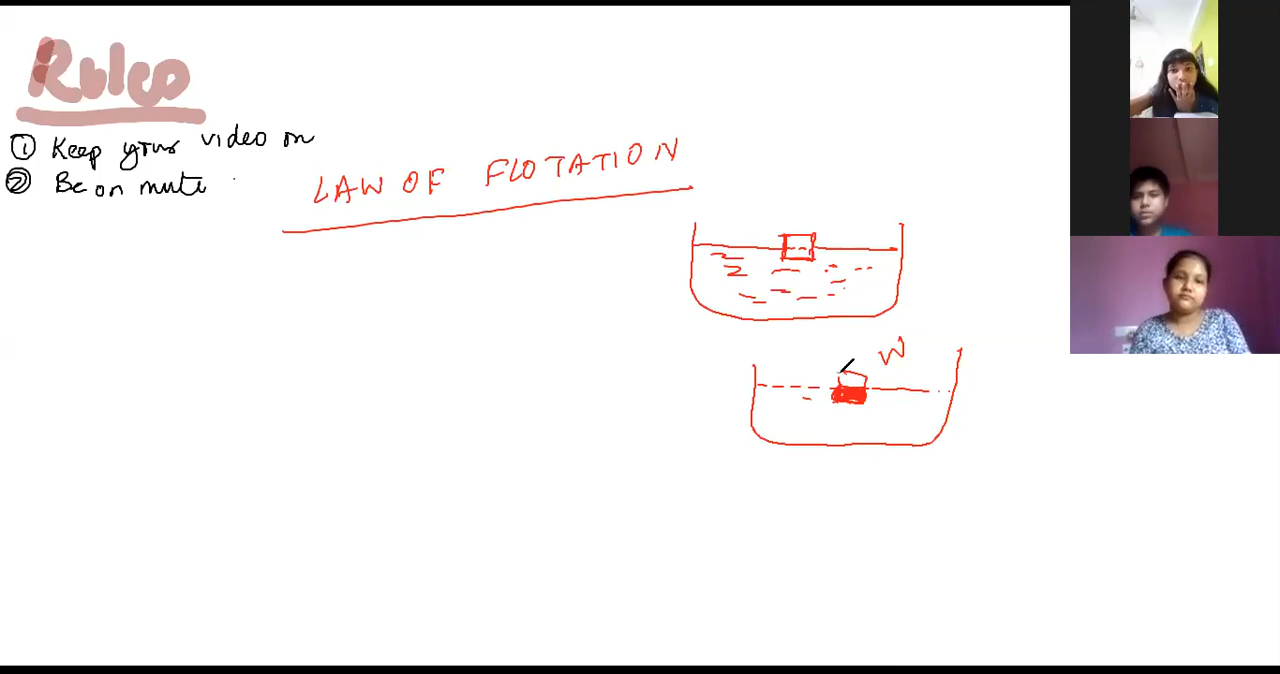 Rules
① Keep your video on
② Be on mute
LAW OF FLOTATION
W